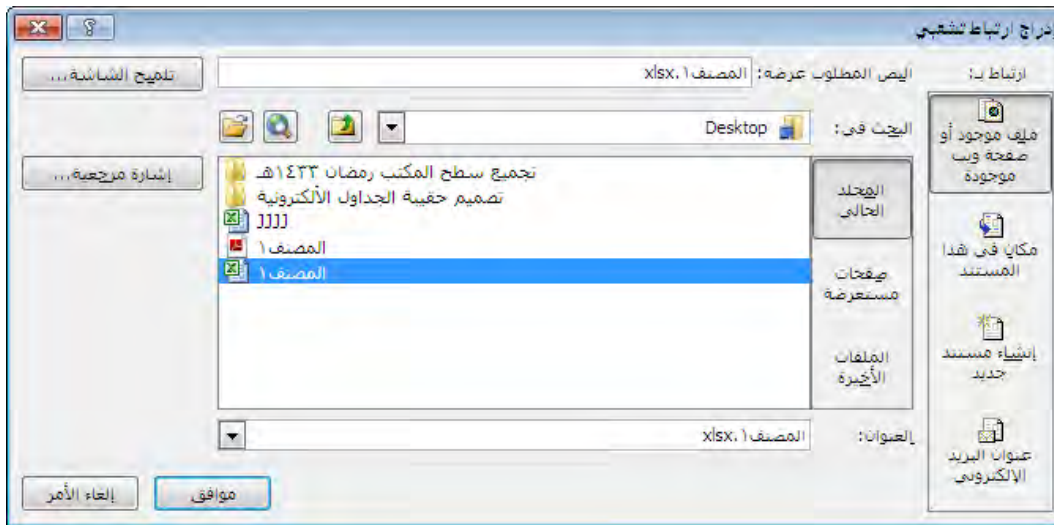 إدراج ارتباط تشعبي
ارتباط بـ:
النص المطلوب عرضه: المصنف١.xlsx
تلميح الشاشة...
ملف موجود أو
صفحة ويب
موجودة
مكان في هذا
المستند
إنشاء مستند
جديد
عنوان البريد
الإلكتروني
البحث في:
Desktop
المجلد
الحالي
صفحات
مستعرضة
الملفات
الأخيرة
تجميع سطح المكتب رمضان ١٤٣٣هـ
تصميم حقيبة الجداول الألكترونية
المصنف١
المصنف١
إشارة مرجعية...
العنوان:
المصنف١.xlsx
موافق
إلغاء الأمر